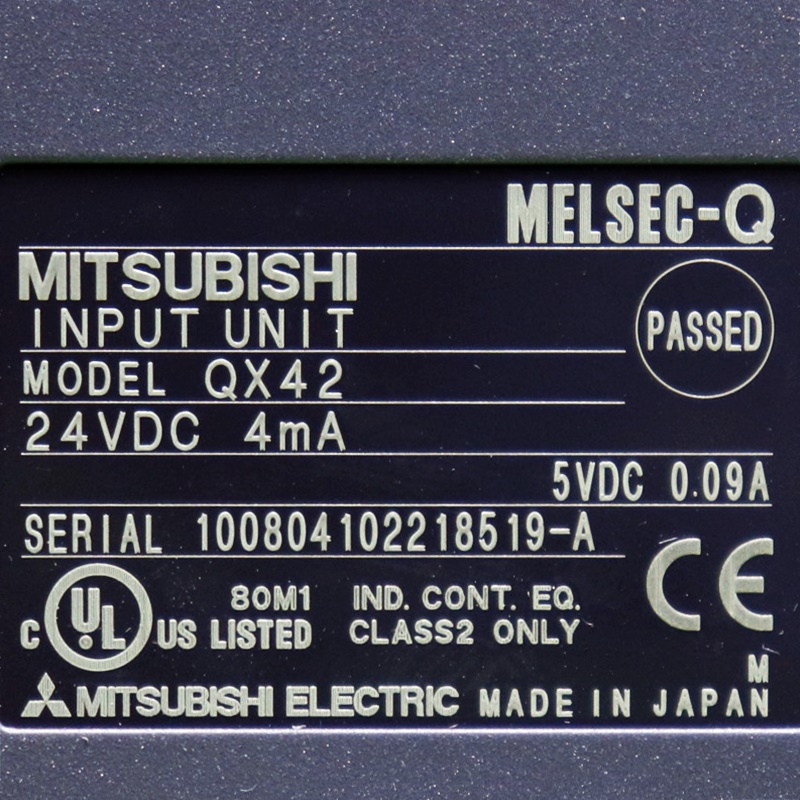 MELSEC-Q
MITSUBISHI
INPUT UNIT
PASSED
MODEL QX42
24VDC 4mA
5VDC 0.09A
SERIAL 100804102218519-A
C UL US LISTED
80M1 IND. CONT. EQ.
CLASS2 ONLY
CE
M
MITSUBISHI ELECTRIC MADE IN JAPAN